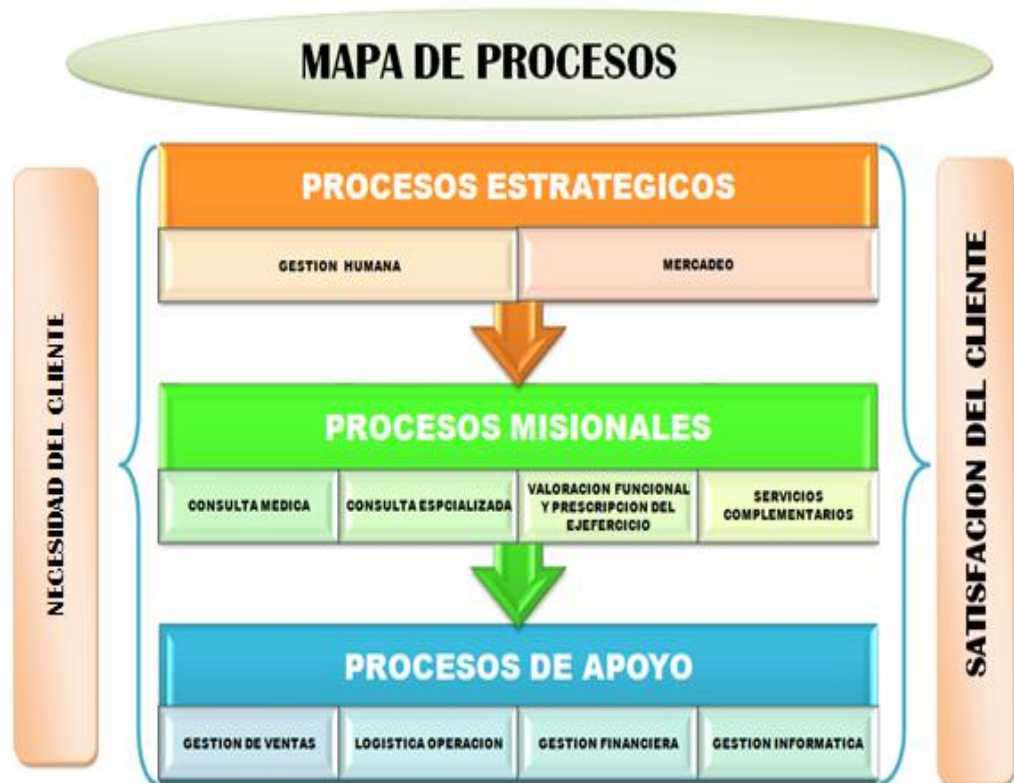 MAPA DE PROCESOS
NECESIDAD DEL CLIENTE
PROCESOS ESTRATEGICOS
GESTION HUMANA
MERCADEO
PROCESOS MISIONALES
CONSULTA MEDICA
CONSULTA ESPCIALIZADA
VALORACION FUNCIONAL
Y PRESCRIPCION DEL
EJEFERCICIO
SERVICIOS
COMPLEMENTARIOS
PROCESOS DE APOYO
GESTION DE VENTAS
LOGISTICA OPERACION
GESTION FINANCIERA
GESTION INFORMATICA
SATISFACION DEL CLIENTE